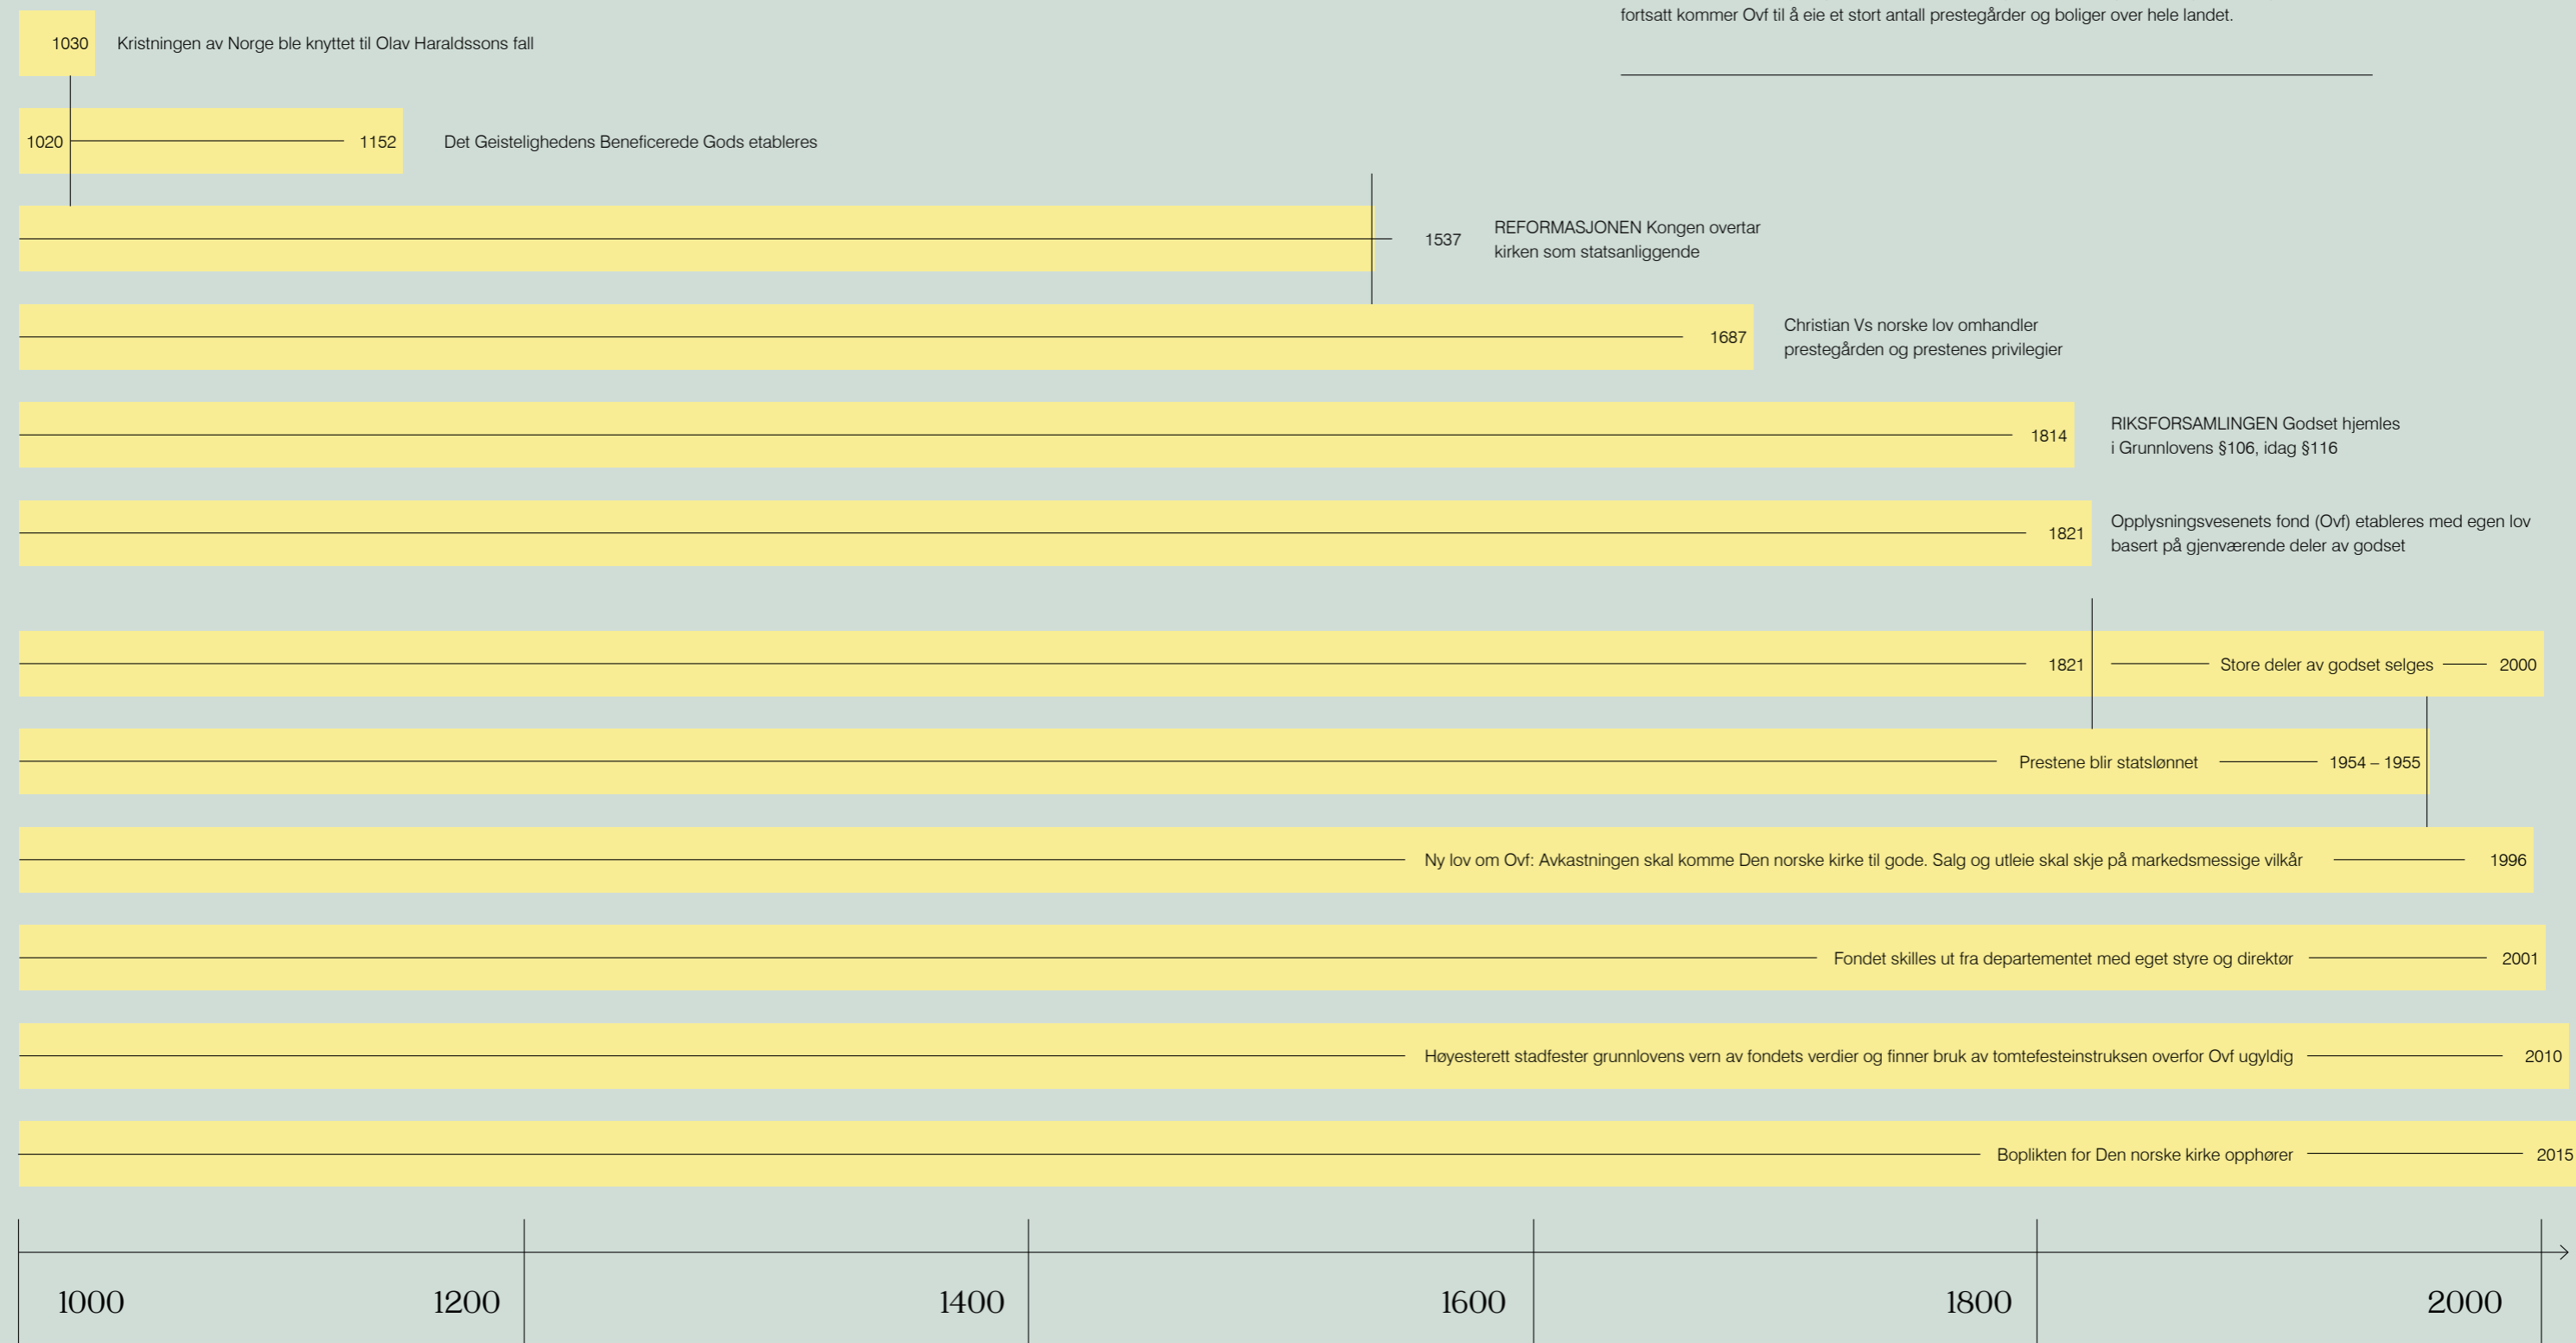 fortsatt kommer Ovf til å eie et stort antall prestegårder og boliger over hele landet.
1030 Kristningen av Norge ble knyttet til Olav Haraldssons fall
1020 1152 Det Geistelighedens Beneficerede Gods etableres
1537 REFORMASJONEN Kongen overtar
kirken som statsanliggende
1687 Christian Vs norske lov omhandler
prestegården og prestenes privilegier
1814 RIKSFORSAMLINGEN Godset hjemles
i Grunnlovens §106, idag §116
1821 Opplysningsvesenets fond (Ovf) etableres med egen lov
basert på gjenværende deler av godset
1821 Store deler av godset selges 2000
Prestene blir statslønnet 1954 – 1955
Ny lov om Ovf: Avkastningen skal komme Den norske kirke til gode. Salg og utleie skal skje på markedsmessige vilkår 1996
Fondet skilles ut fra departementet med eget styre og direktør 2001
Høyesterett stadfester grunnlovens vern av fondets verdier og finner bruk av tomtefesteinstruksen overfor Ovf ugyldig 2010
Boplikten for Den norske kirke opphører 2015
1000 1200 1400 1600 1800 2000